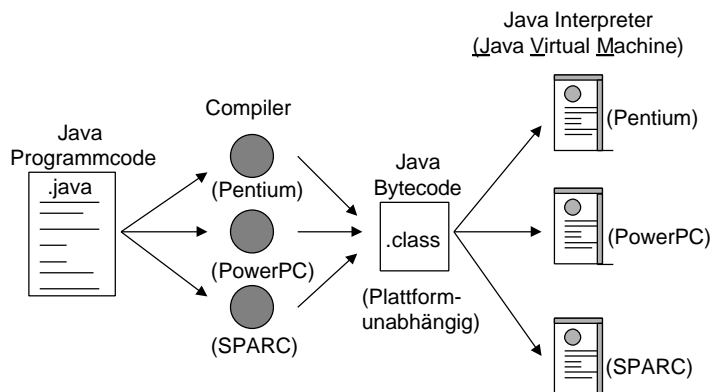 Java Interpreter
(Java Virtual Machine)
Compiler
Java
Programmcode
.java
(Pentium)
(PowerPC)
(SPARC)
Java
Bytecode
.class
(Plattform-
unabhängig)
(Pentium)
(PowerPC)
(SPARC)